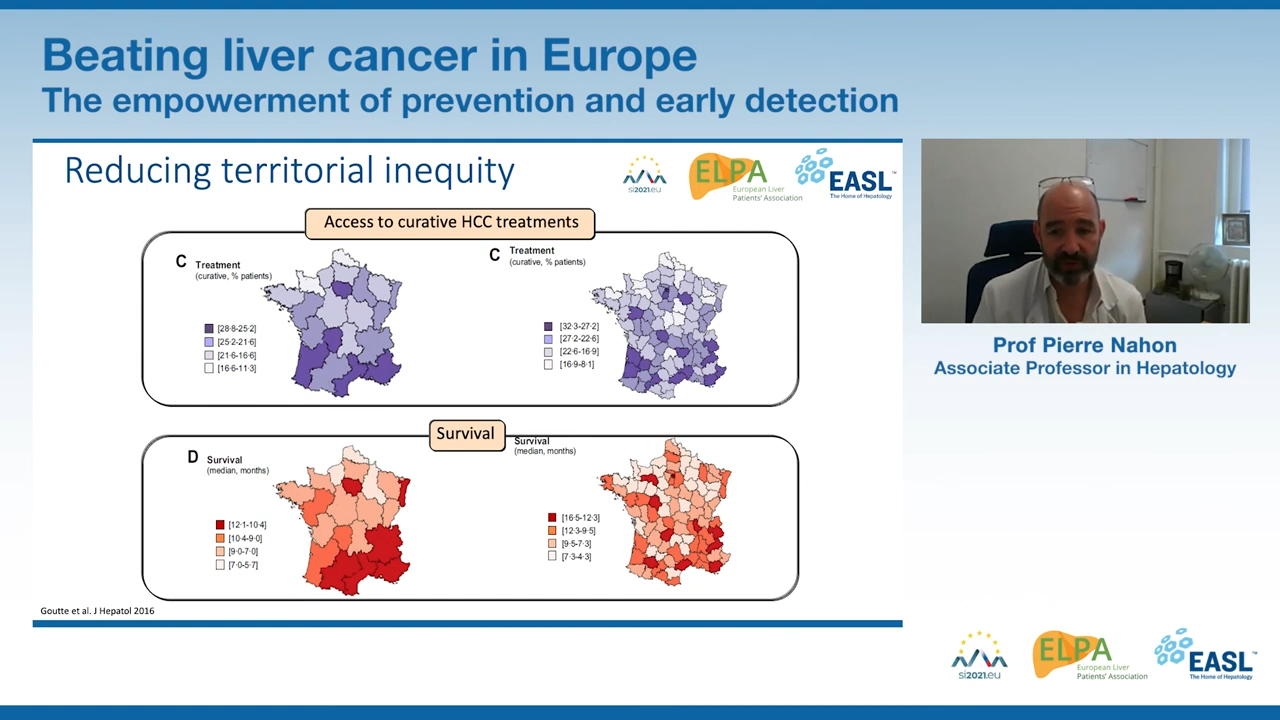 Beating liver cancer in Europe
The empowerment of prevention and early detection
Reducing territorial inequity
si2021.eu
ELPA
European Liver
Patients' Association
EASL™
The Home of Hepatology
Access to curative HCC treatments
C Treatment
(curative, % patients)
[28·8-25·2]
[25·2-21·6]
[21·6-16·6]
[16·6-11·3]
C Treatment
(curative, % patients)
[32·3-27·2]
[27·2-22·6]
[22·6-16·9]
[16·9-8·1]
Survival
D Survival
(median, months)
[12·1-10·4]
[10·4-9·0]
[9·0-7·0]
[7·0-5·7]
Survival
(median, months)
[16·5-12·3]
[12·3-9·5]
[9·5-7·3]
[7·3-4·3]
Goutte et al. J Hepatol 2016
Prof Pierre Nahon
Associate Professor in Hepatology
si2021.eu
ELPA
European Liver
Patients' Association
EASL™
The Home of Hepatology